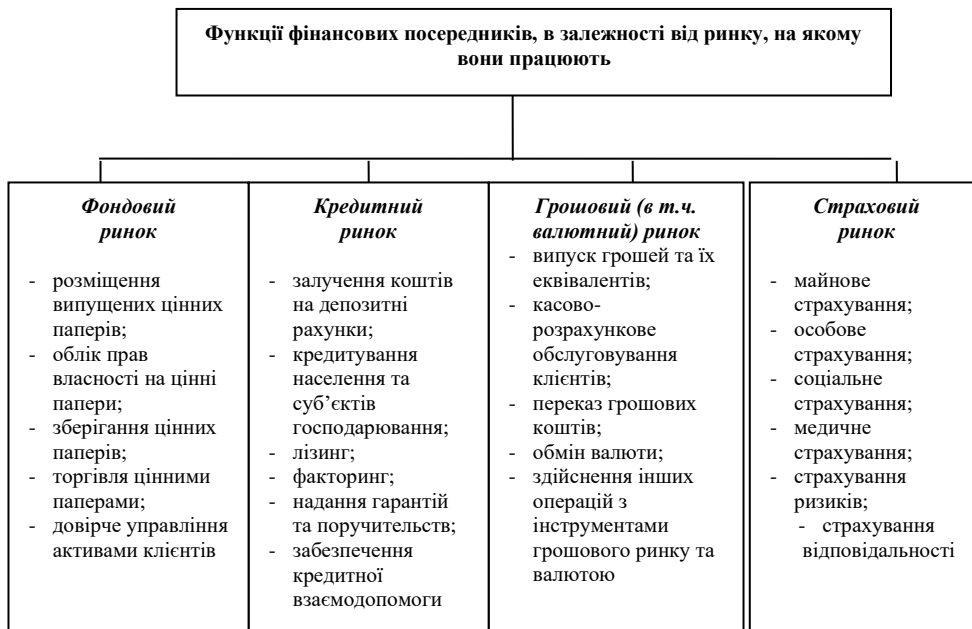 Функції фінансових посередників, в залежності від ринку, на якому
вони працюють
Фондовий
ринок
- розміщення
випущених цінних
паперів;
- облік прав
власності на цінні
папери;
- зберігання цінних
паперів;
- торгівля цінними
паперами;
- довірче управління
активами клієнтів
Кредитний
ринок
- залучення коштів
на депозитні
рахунки;
- кредитування
населення та
суб’єктів
господарювання;
- лізинг;
- факторинг;
- надання гарантій
та поручительств;
- забезпечення
кредитної
взаємодопомоги
Грошовий (в т.ч.
валютний) ринок
- випуск грошей та їх
еквівалентів;
- касово-
розрахункове
обслуговування
клієнтів;
- переказ грошових
коштів;
- обмін валюти;
- здійснення інших
операцій з
інструментами
грошового ринку та
валютою
Страховий
ринок
- майнове
страхування;
- особове
страхування;
- соціальне
страхування;
- медичне
страхування;
- страхування
ризиків;
- страхування
відповідальності